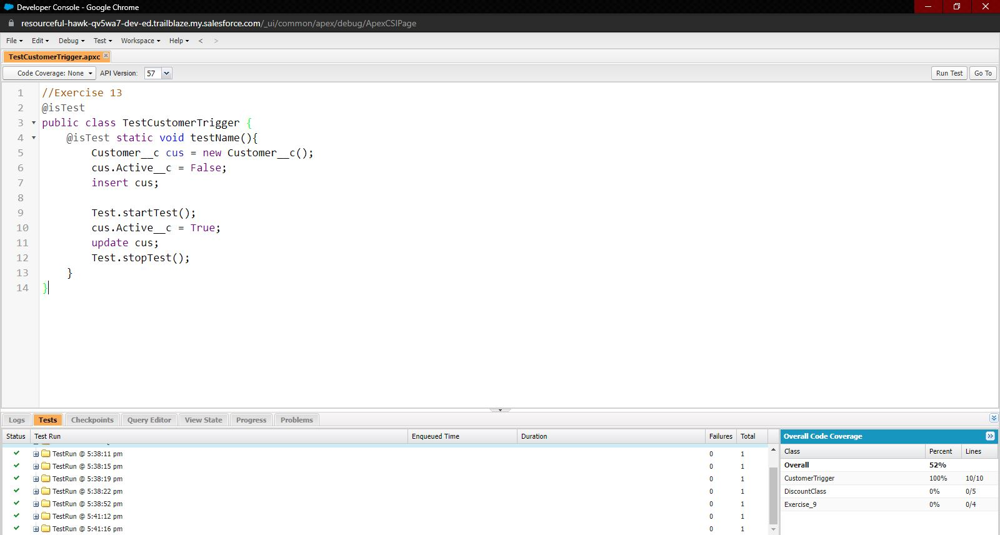 Developer Console - Google Chrome
resourceful-hawk-qv5wa7-dev-ed.trailblaze.my.salesforce.com/_ui/common/apex/debug/ApexCSIPage
File Edit Debug Test Workspace Help < >
TestCustomerTrigger.apxc
Code Coverage: None API Version: 57 Run Test Go To
1 //Exercise 13
2 @isTest
3 public class TestCustomerTrigger {
4 @isTest static void testName(){
5 Customer__c cus = new Customer__c();
6 cus.Active__c = False;
7 insert cus;
8
9 Test.startTest();
10 cus.Active__c = True;
11 update cus;
12 Test.stopTest();
13 }
14 }
Logs Tests Checkpoints Query Editor View State Progress Problems
Status Test Run Enqueued Time Duration Failures Total
TestRun @ 5:38:11 pm 0 1
TestRun @ 5:38:15 pm 0 1
TestRun @ 5:38:19 pm 0 1
TestRun @ 5:38:22 pm 0 1
TestRun @ 5:38:52 pm 0 1
TestRun @ 5:41:12 pm 0 1
TestRun @ 5:41:16 pm 0 1
Overall Code Coverage
Class Percent Lines
Overall 52%
CustomerTrigger 100% 10/10
DiscountClass 0% 0/5
Exercise_9 0% 0/4